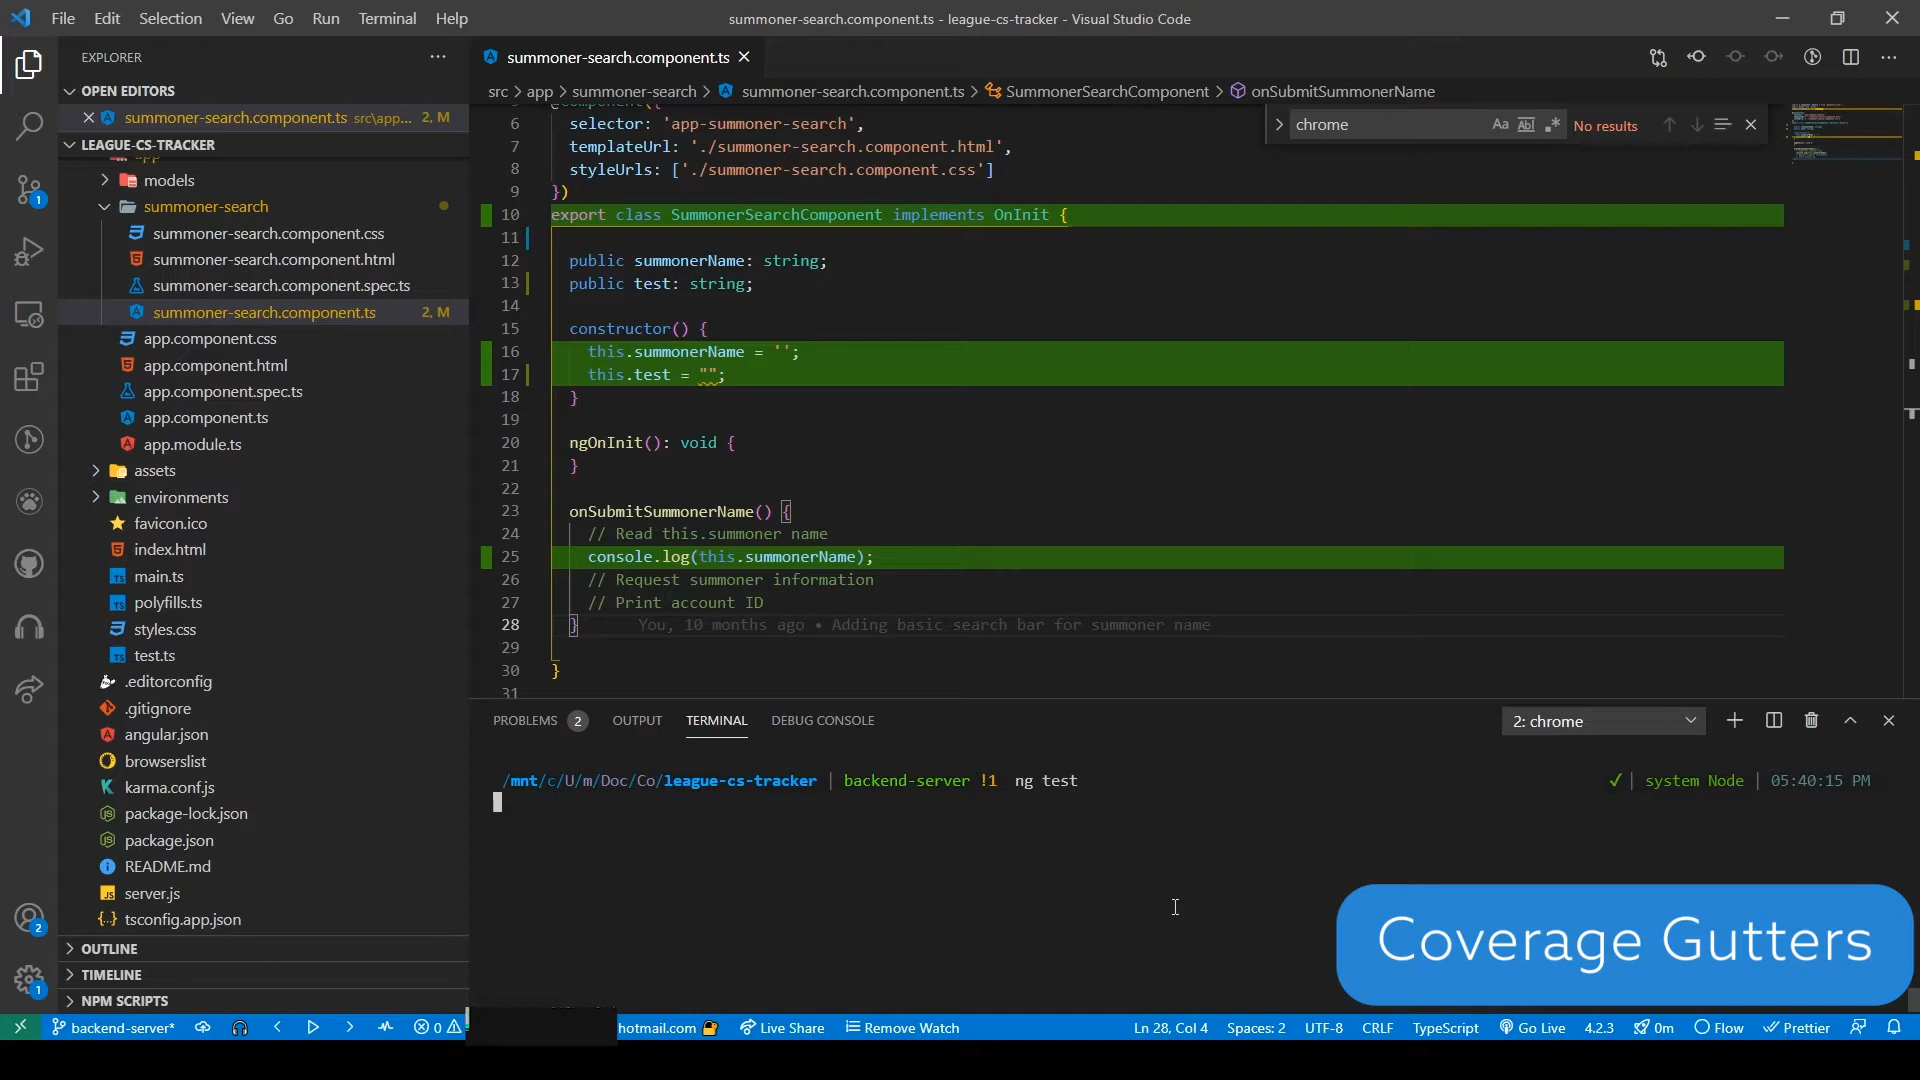 File Edit Selection View Go Run Terminal Help
summoner-search.component.ts - league-cs-tracker - Visual Studio Code
EXPLORER
OPEN EDITORS
summoner-search.component.ts src\app... 2, M
LEAGUE-CS-TRACKER
app
models
summoner-search
summoner-search.component.css
summoner-search.component.html
summoner-search.component.spec.ts
summoner-search.component.ts 2, M
app.component.css
app.component.html
app.component.spec.ts
app.component.ts
app.module.ts
assets
environments
favicon.ico
index.html
main.ts
polyfills.ts
styles.css
test.ts
.editorconfig
.gitignore
angular.json
browserslist
karma.conf.js
package-lock.json
package.json
README.md
server.js
tsconfig.app.json
OUTLINE
TIMELINE
NPM SCRIPTS
1
2
1
summoner-search.component.ts
src > app > summoner-search > summoner-search.component.ts > SummonerSearchComponent > onSubmitSummonerName
chrome Aa Abl .* No results
@Component({
6 selector: 'app-summoner-search',
7 templateUrl: './summoner-search.component.html',
8 styleUrls: ['./summoner-search.component.css']
9 })
10 export class SummonerSearchComponent implements OnInit {
11
12 public summonerName: string;
13 public test: string;
14
15 constructor() {
16 this.summonerName = '';
17 this.test = "";
18 }
19
20 ngOnInit(): void {
21 }
22
23 onSubmitSummonerName() {
24 // Read this.summoner name
25 console.log(this.summonerName);
26 // Request summoner information
27 // Print account ID
28 } You, 10 months ago • Adding basic search bar for summoner name
29
30 }
31
PROBLEMS 2 OUTPUT TERMINAL DEBUG CONSOLE
2: chrome
/mnt/c/U/m/Doc/Co/league-cs-tracker | backend-server !1 ng test ✓ | system Node | 05:40:15 PM
Coverage Gutters
backend-server* 0 hotmail.com Live Share Remove Watch Ln 28, Col 4 Spaces: 2 UTF-8 CRLF TypeScript Go Live 4.2.3 0m Flow Prettier